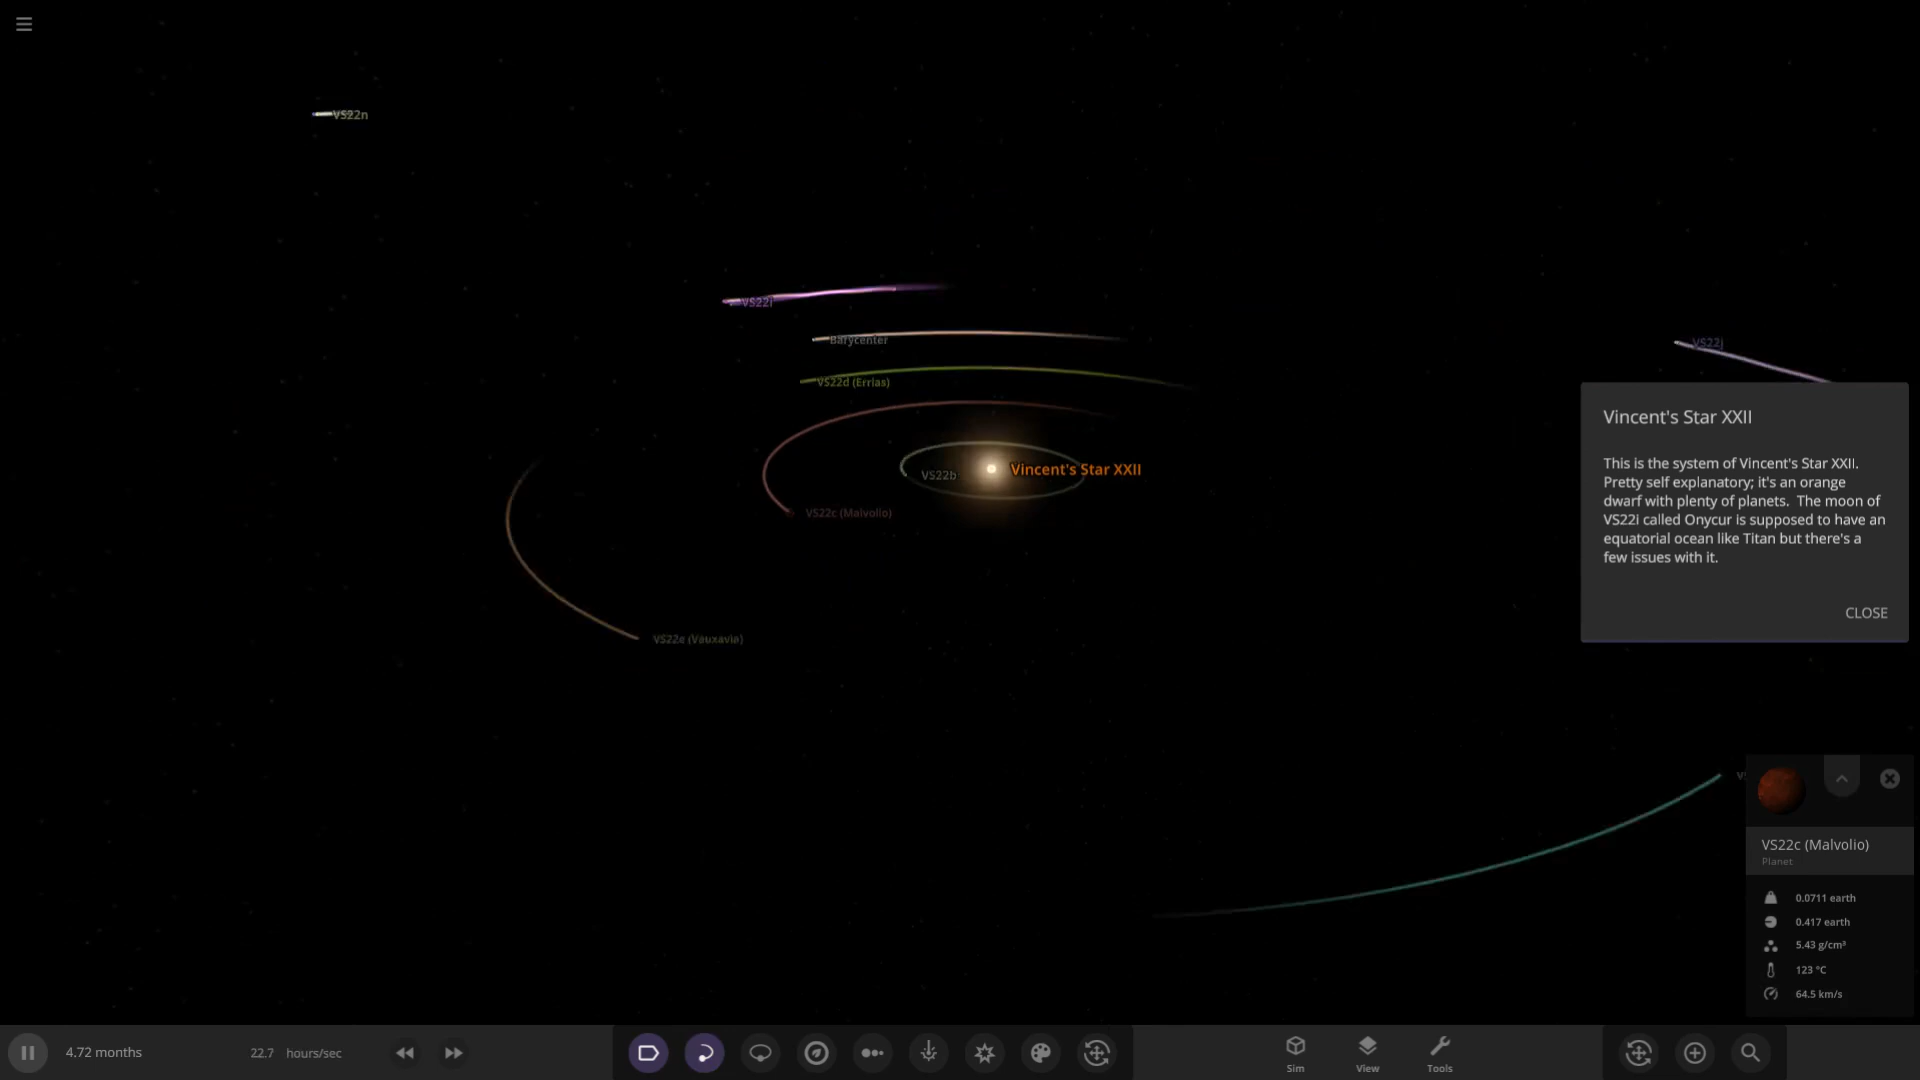 VS22n
VS22i
Barycenter
VS22j
VS22d (Errias)
Vincent's Star XXII
VS22b
VS22c (Malvolio)
VS22e (Vauxavia)
Vincent's Star XXII
This is the system of Vincent's Star XXII.
Pretty self explanatory; it's an orange
dwarf with plenty of planets.  The moon of
VS22i called Onycur is supposed to have an
equatorial ocean like Titan but there's a
few issues with it.
CLOSE
VS22c (Malvolio)
Planet
0.0711 earth
0.417 earth
5.43 g/cm³
123 °C
64.5 km/s
4.72 months
22.7 hours/sec
Sim
View
Tools